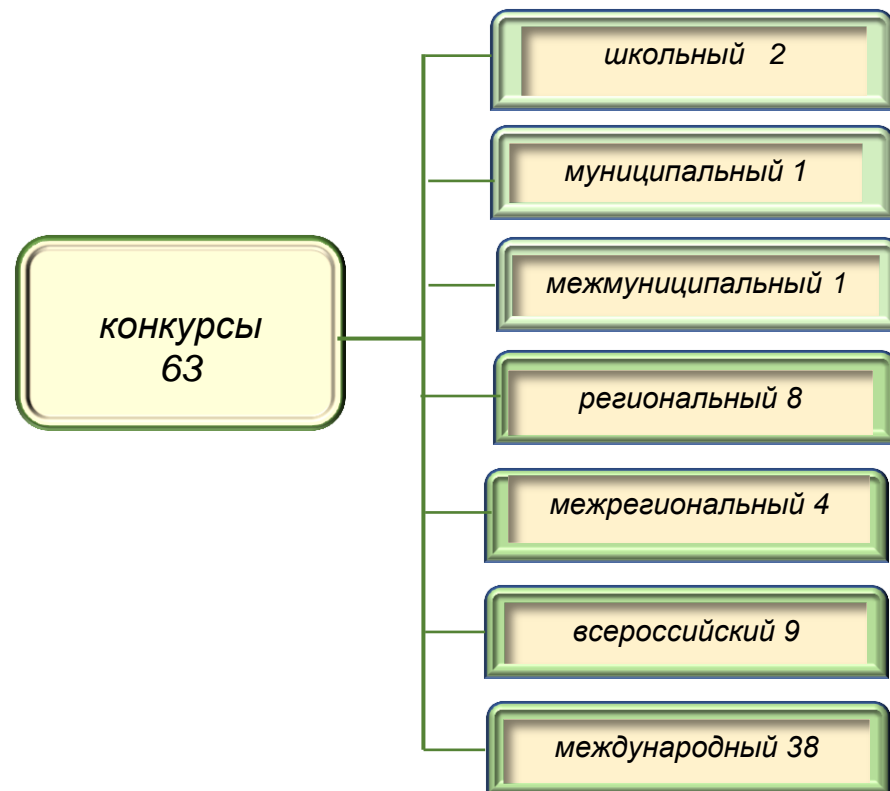 школьный 2
муниципальный 1
межмуниципальный 1
конкурсы
63
региональный 8
межрегиональный 4
всероссийский 9
международный 38